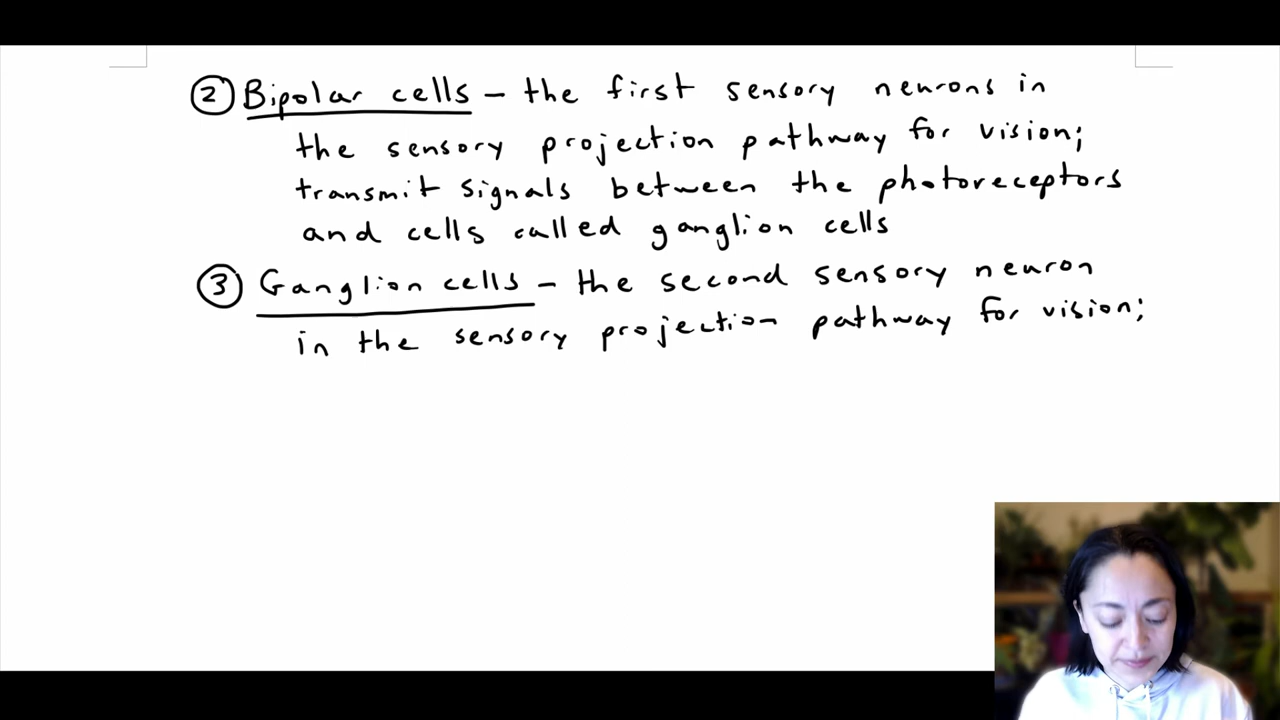 ② Bipolar cells – the first sensory neurons in
the sensory projection pathway for vision;
transmit signals between the photoreceptors
and cells called ganglion cells
③ Ganglion cells – the second sensory neuron
in the sensory projection pathway for vision;